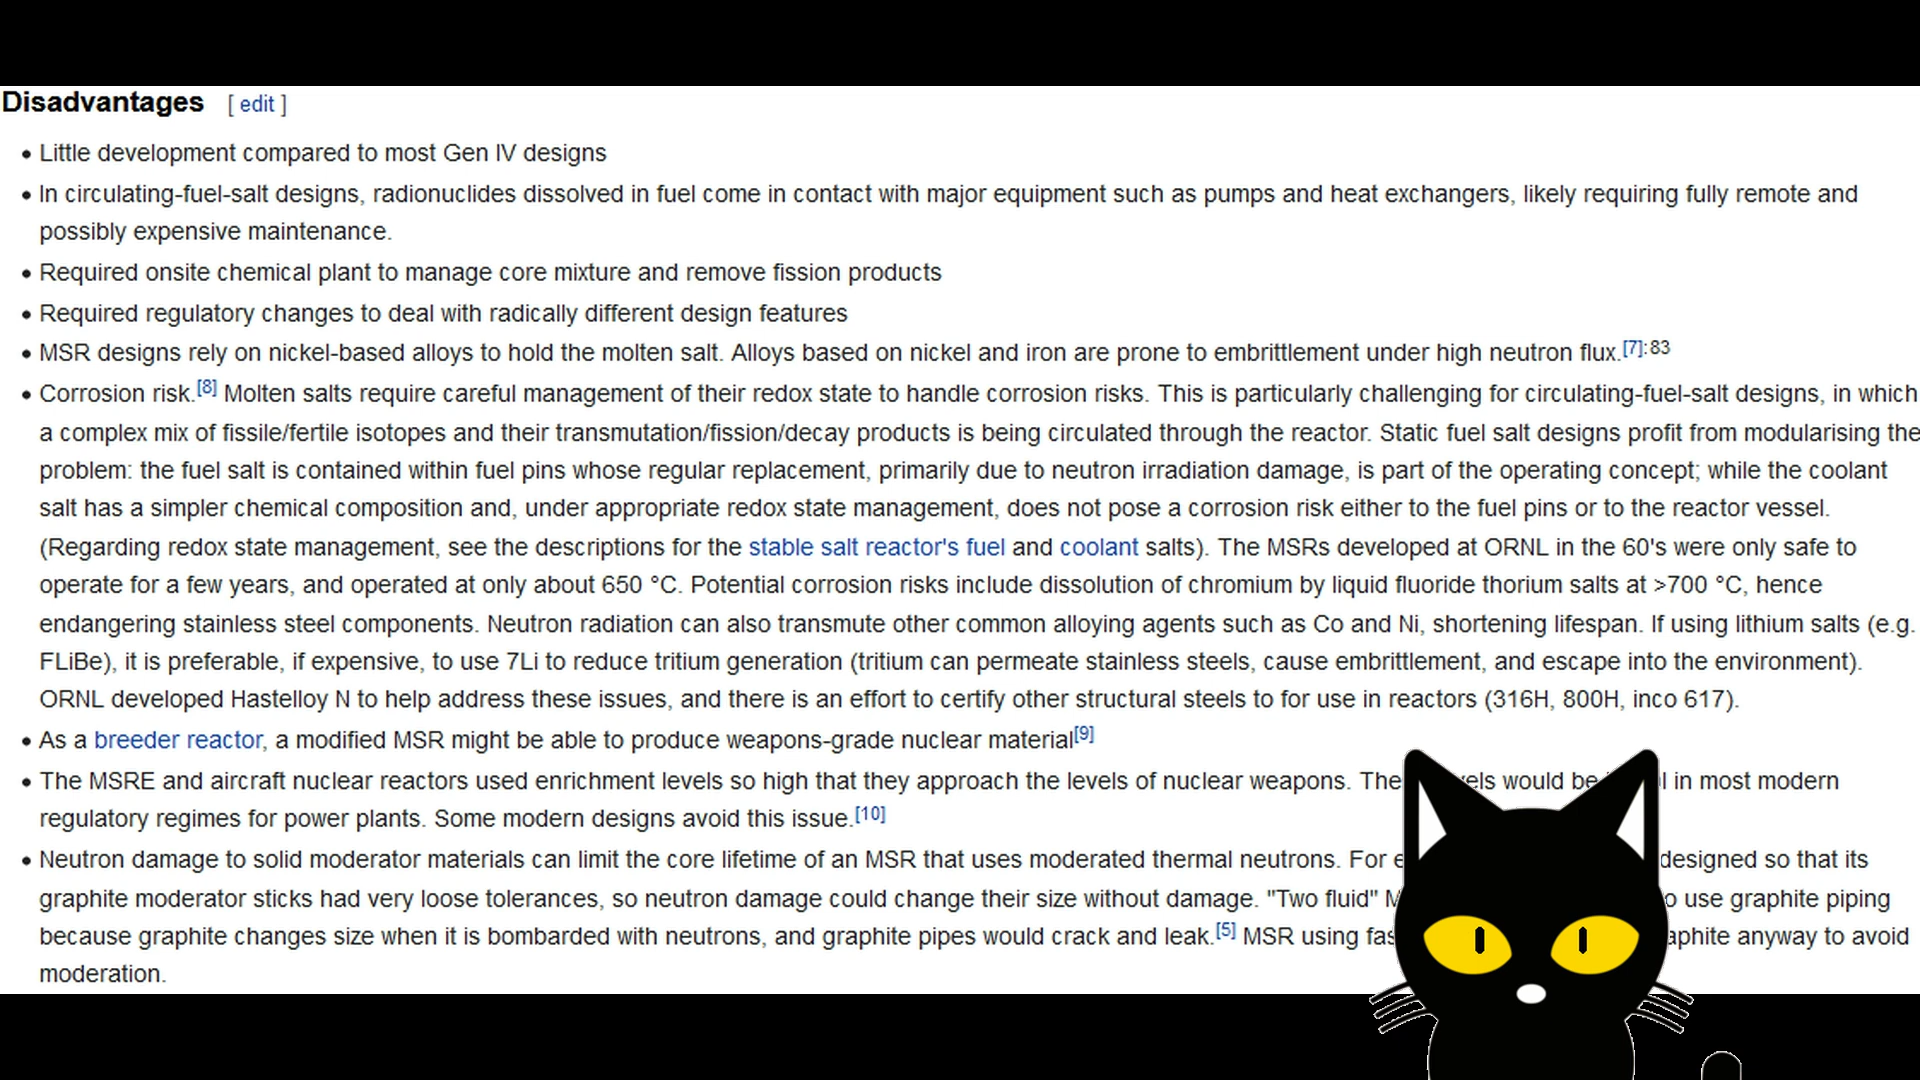 Disadvantages [ edit ]
• Little development compared to most Gen IV designs
• In circulating-fuel-salt designs, radionuclides dissolved in fuel come in contact with major equipment such as pumps and heat exchangers, likely requiring fully remote and
possibly expensive maintenance.
• Required onsite chemical plant to manage core mixture and remove fission products
• Required regulatory changes to deal with radically different design features
• MSR designs rely on nickel-based alloys to hold the molten salt. Alloys based on nickel and iron are prone to embrittlement under high neutron flux.[7]:83
• Corrosion risk.[8] Molten salts require careful management of their redox state to handle corrosion risks. This is particularly challenging for circulating-fuel-salt designs, in which
a complex mix of fissile/fertile isotopes and their transmutation/fission/decay products is being circulated through the reactor. Static fuel salt designs profit from modularising the
problem: the fuel salt is contained within fuel pins whose regular replacement, primarily due to neutron irradiation damage, is part of the operating concept; while the coolant
salt has a simpler chemical composition and, under appropriate redox state management, does not pose a corrosion risk either to the fuel pins or to the reactor vessel.
(Regarding redox state management, see the descriptions for the stable salt reactor's fuel and coolant salts). The MSRs developed at ORNL in the 60's were only safe to
operate for a few years, and operated at only about 650 °C. Potential corrosion risks include dissolution of chromium by liquid fluoride thorium salts at >700 °C, hence
endangering stainless steel components. Neutron radiation can also transmute other common alloying agents such as Co and Ni, shortening lifespan. If using lithium salts (e.g.
FLiBe), it is preferable, if expensive, to use 7Li to reduce tritium generation (tritium can permeate stainless steels, cause embrittlement, and escape into the environment).
ORNL developed Hastelloy N to help address these issues, and there is an effort to certify other structural steels to for use in reactors (316H, 800H, inco 617).
• As a breeder reactor, a modified MSR might be able to produce weapons-grade nuclear material[9]
• The MSRE and aircraft nuclear reactors used enrichment levels so high that they approach the levels of nuclear weapons. would be in most modern
regulatory regimes for power plants. Some modern designs avoid this issue.[10]
• Neutron damage to solid moderator materials can limit the core lifetime of an MSR that uses moderated thermal neutrons. For designed so that its
graphite moderator sticks had very loose tolerances, so neutron damage could change their size without damage. "Two fluid" use graphite piping
because graphite changes size when it is bombarded with neutrons, and graphite pipes would crack and leak.[5] MSR using anyway to avoid
moderation.